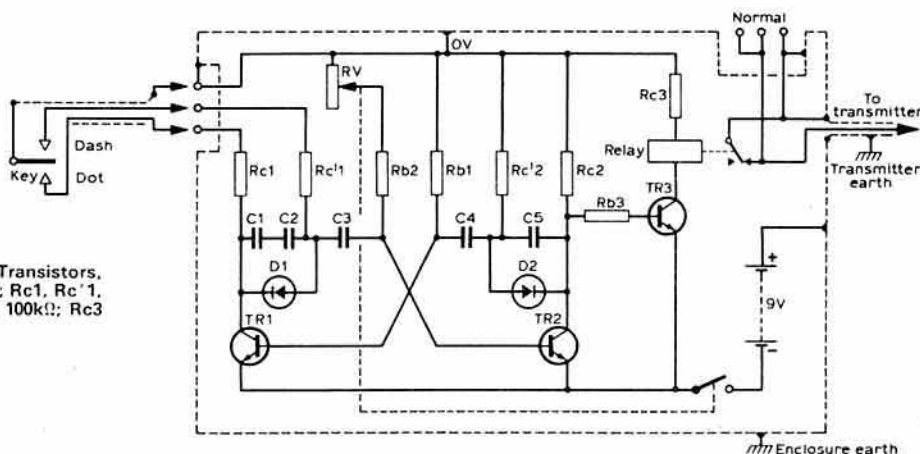 Normal
0V
RV
Rc3
To
transmitter
Dash
Key
Dot
Rc1
Rc'1
Rb2
Rb1
Rc'2
Rc2
Relay
Transmitter
earth
Rb3
TR3
C1
C2
C3
C4
C5
Transistors,
; Rc1, Rc'1,
100kΩ; Rc3
D1
D2
+
9V
TR1
TR2
−
Enclosure earth